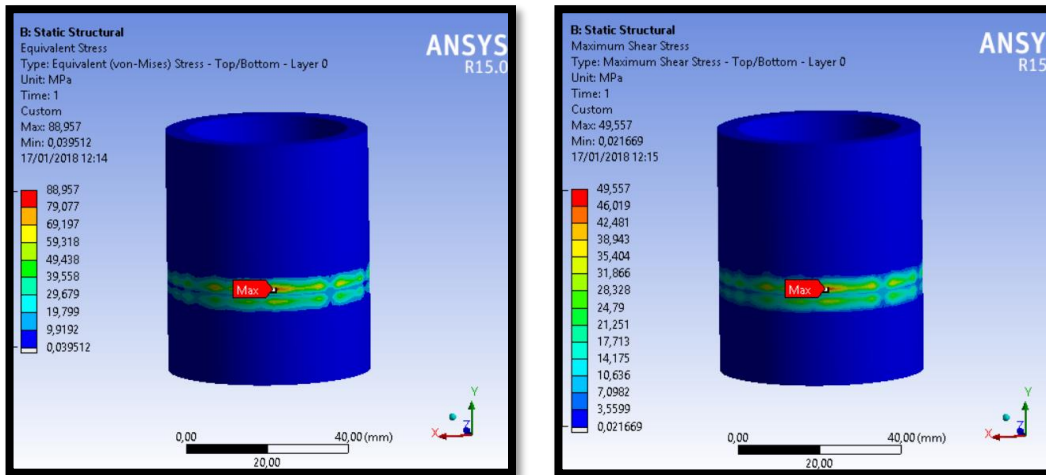 B: Static Structural
Equivalent Stress
Type: Equivalent (von-Mises) Stress - Top/Bottom - Layer 0
Unit: MPa
Time: 1
Custom
Max: 88,957
Min: 0,039512
17/01/2018 12:14
ANSYS
R15.0
88,957
79,077
69,197
59,318
49,438
39,558
29,679
19,799
9,9192
0,039512
Max
Y
X
Z
0,00
40,00 (mm)
20,00
B: Static Structural
Maximum Shear Stress
Type: Maximum Shear Stress - Top/Bottom - Layer 0
Unit: MPa
Time: 1
Custom
Max: 49,557
Min: 0,021669
17/01/2018 12:15
ANSY
R15
49,557
46,019
42,481
38,943
35,404
31,866
28,328
24,79
21,251
17,713
14,175
10,636
7,0982
3,5599
0,021669
Max
Y
X
Z
0,00
40,00 (mm)
20,00